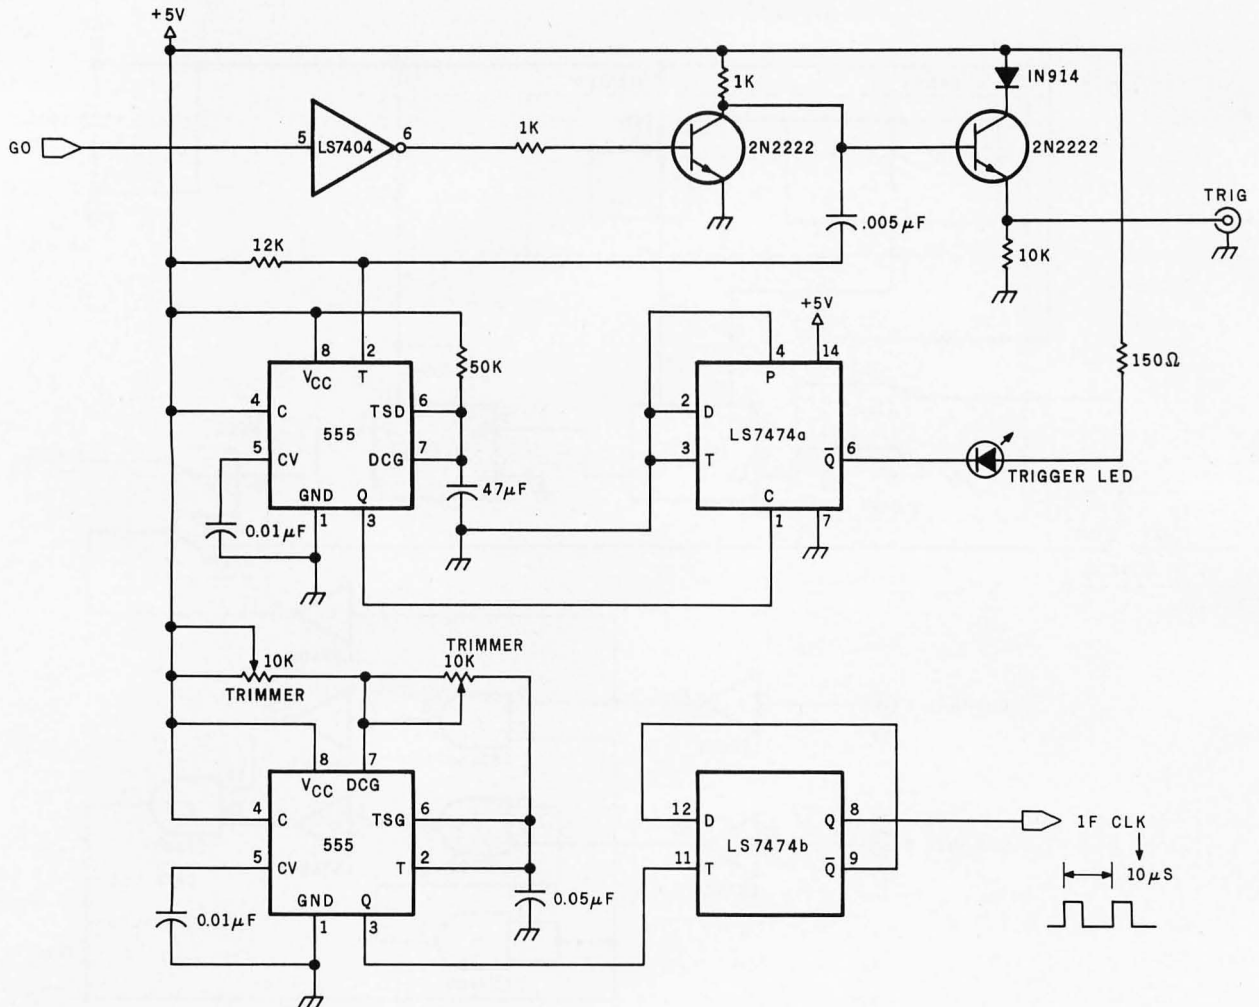 +5V
1K
IN914
GO
5
LS7404
6
1K
2N2222
2N2222
TRIG
.005μF
12K
10K
+5V
8
2
4
14
VCC
T
50K
P
150Ω
4
C
TSD
6
2
D
555
LS7474a
5
CV
DCG
7
3
T
Q̅
6
TRIGGER LED
GND
Q
47μF
C
1
3
1
7
0.01μF
TRIMMER
10K
10K
TRIMMER
8
7
VCC
DCG
4
C
TSG
6
12
D
Q
8
1F CLK
555
LS7474b
5
CV
T
2
11
T
Q̅
9
10μS
GND
Q
0.05μF
0.01μF
1
3